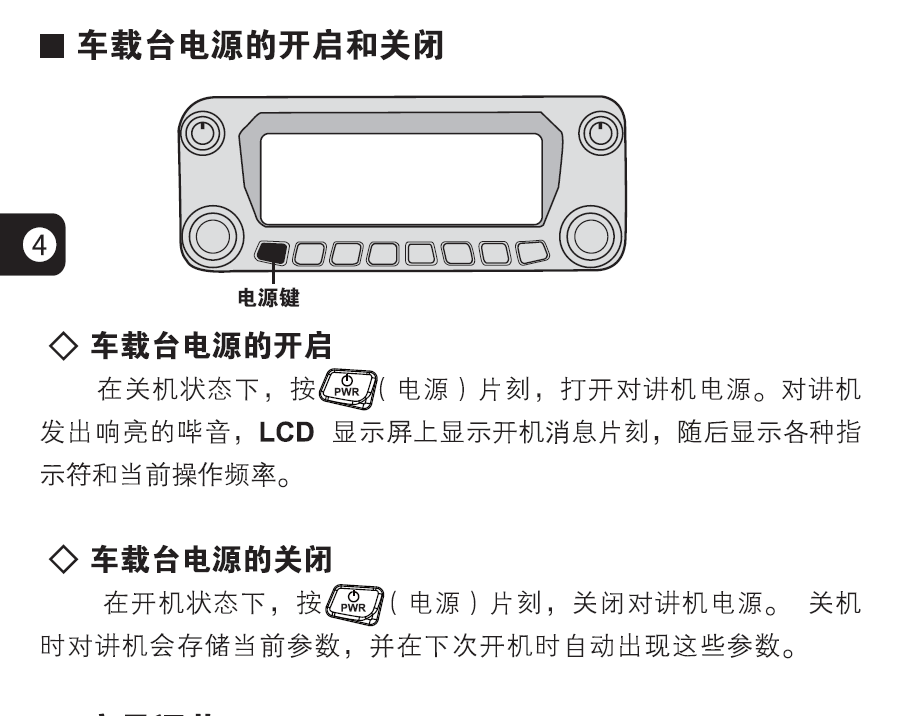 ■ 车载台电源的开启和关闭
4
电源键
◇ 车载台电源的开启
在关机状态下，按 PWR （电源）片刻，打开对讲机电源。对讲机
发出响亮的哔音，LCD 显示屏上显示开机消息片刻，随后显示各种指
示符和当前操作频率。
◇ 车载台电源的关闭
在开机状态下，按 PWR （电源）片刻，关闭对讲机电源。 关机
时对讲机会存储当前参数，并在下次开机时自动出现这些参数。